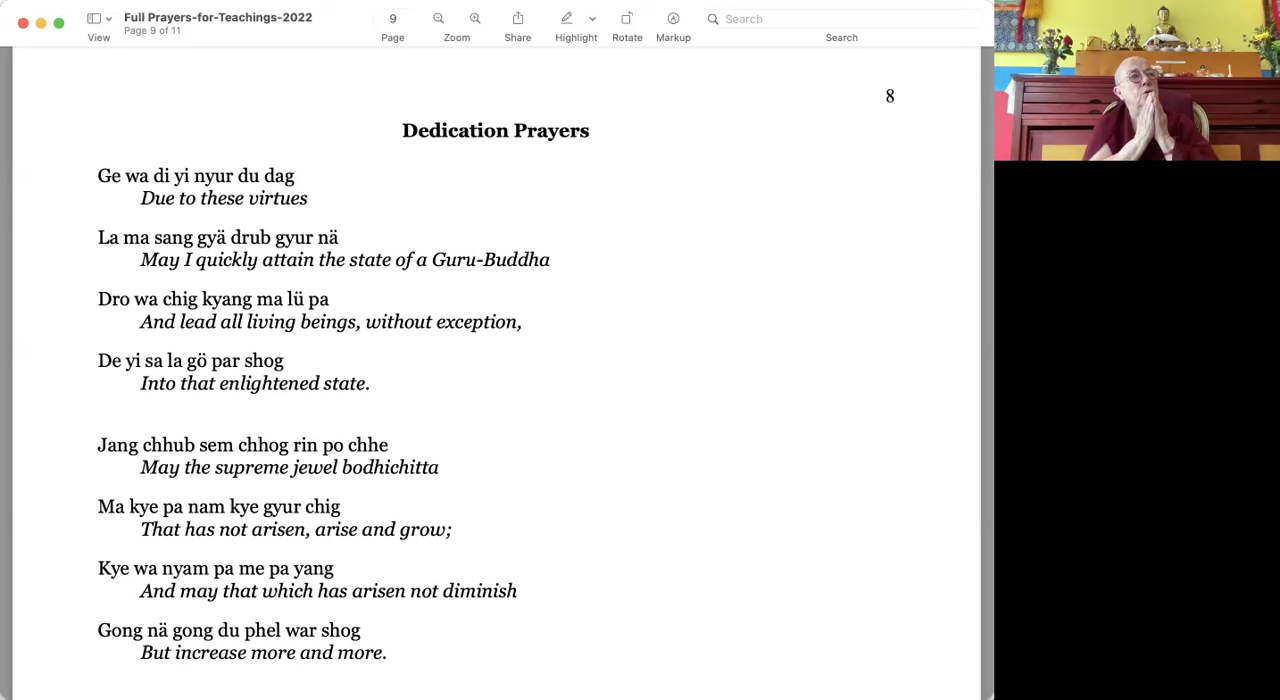 Full Prayers-for-Teachings-2022
Page 9 of 11
9
Search
View
Page
Zoom
Share
Highlight
Rotate
Markup
Search
8
Dedication Prayers
Ge wa di yi nyur du dag
Due to these virtues
La ma sang gyä drub gyur nä
May I quickly attain the state of a Guru-Buddha
Dro wa chig kyang ma lü pa
And lead all living beings, without exception,
De yi sa la gö par shog
Into that enlightened state.
Jang chhub sem chhog rin po chhe
May the supreme jewel bodhichitta
Ma kye pa nam kye gyur chig
That has not arisen, arise and grow;
Kye wa nyam pa me pa yang
And may that which has arisen not diminish
Gong nä gong du phel war shog
But increase more and more.